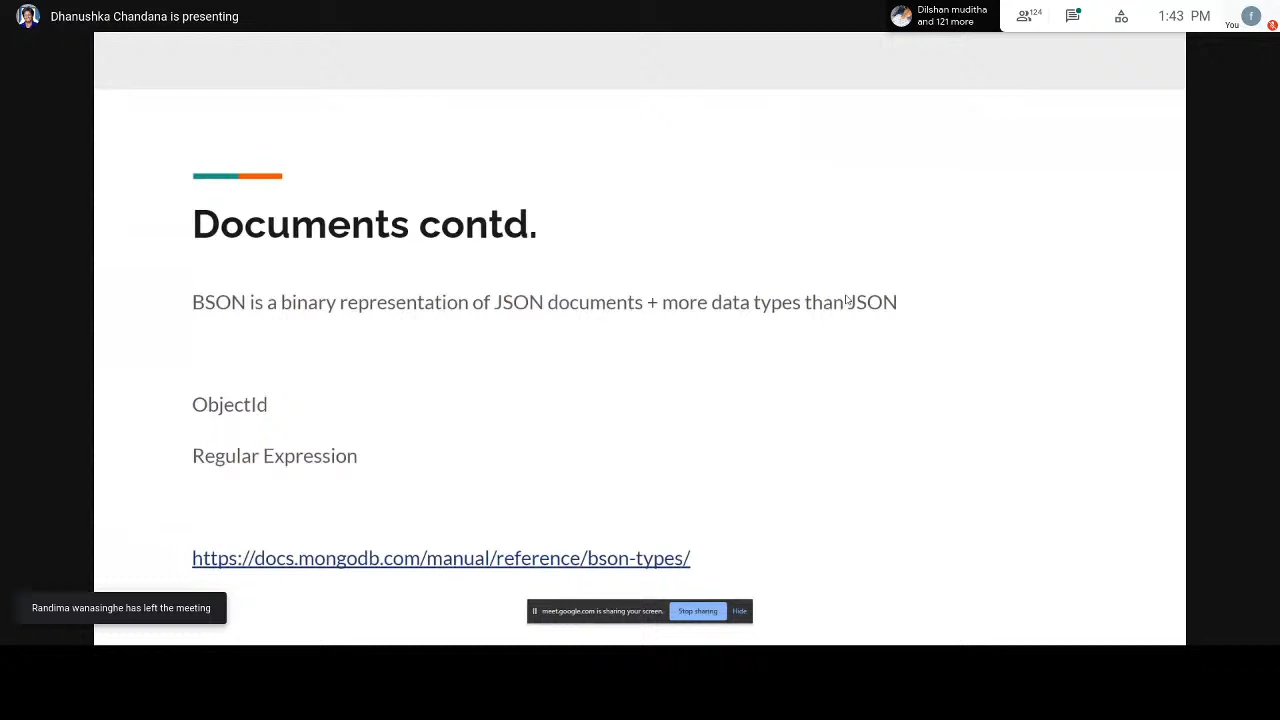 Dhanushka Chandana is presenting
Dilshan muditha
and 121 more
124
1:43 PM
f
You
Documents contd.
BSON is a binary representation of JSON documents + more data types than JSON
ObjectId
Regular Expression
https://docs.mongodb.com/manual/reference/bson-types/
Randima wanasinghe has left the meeting
meet.google.com is sharing your screen. Stop sharing Hide